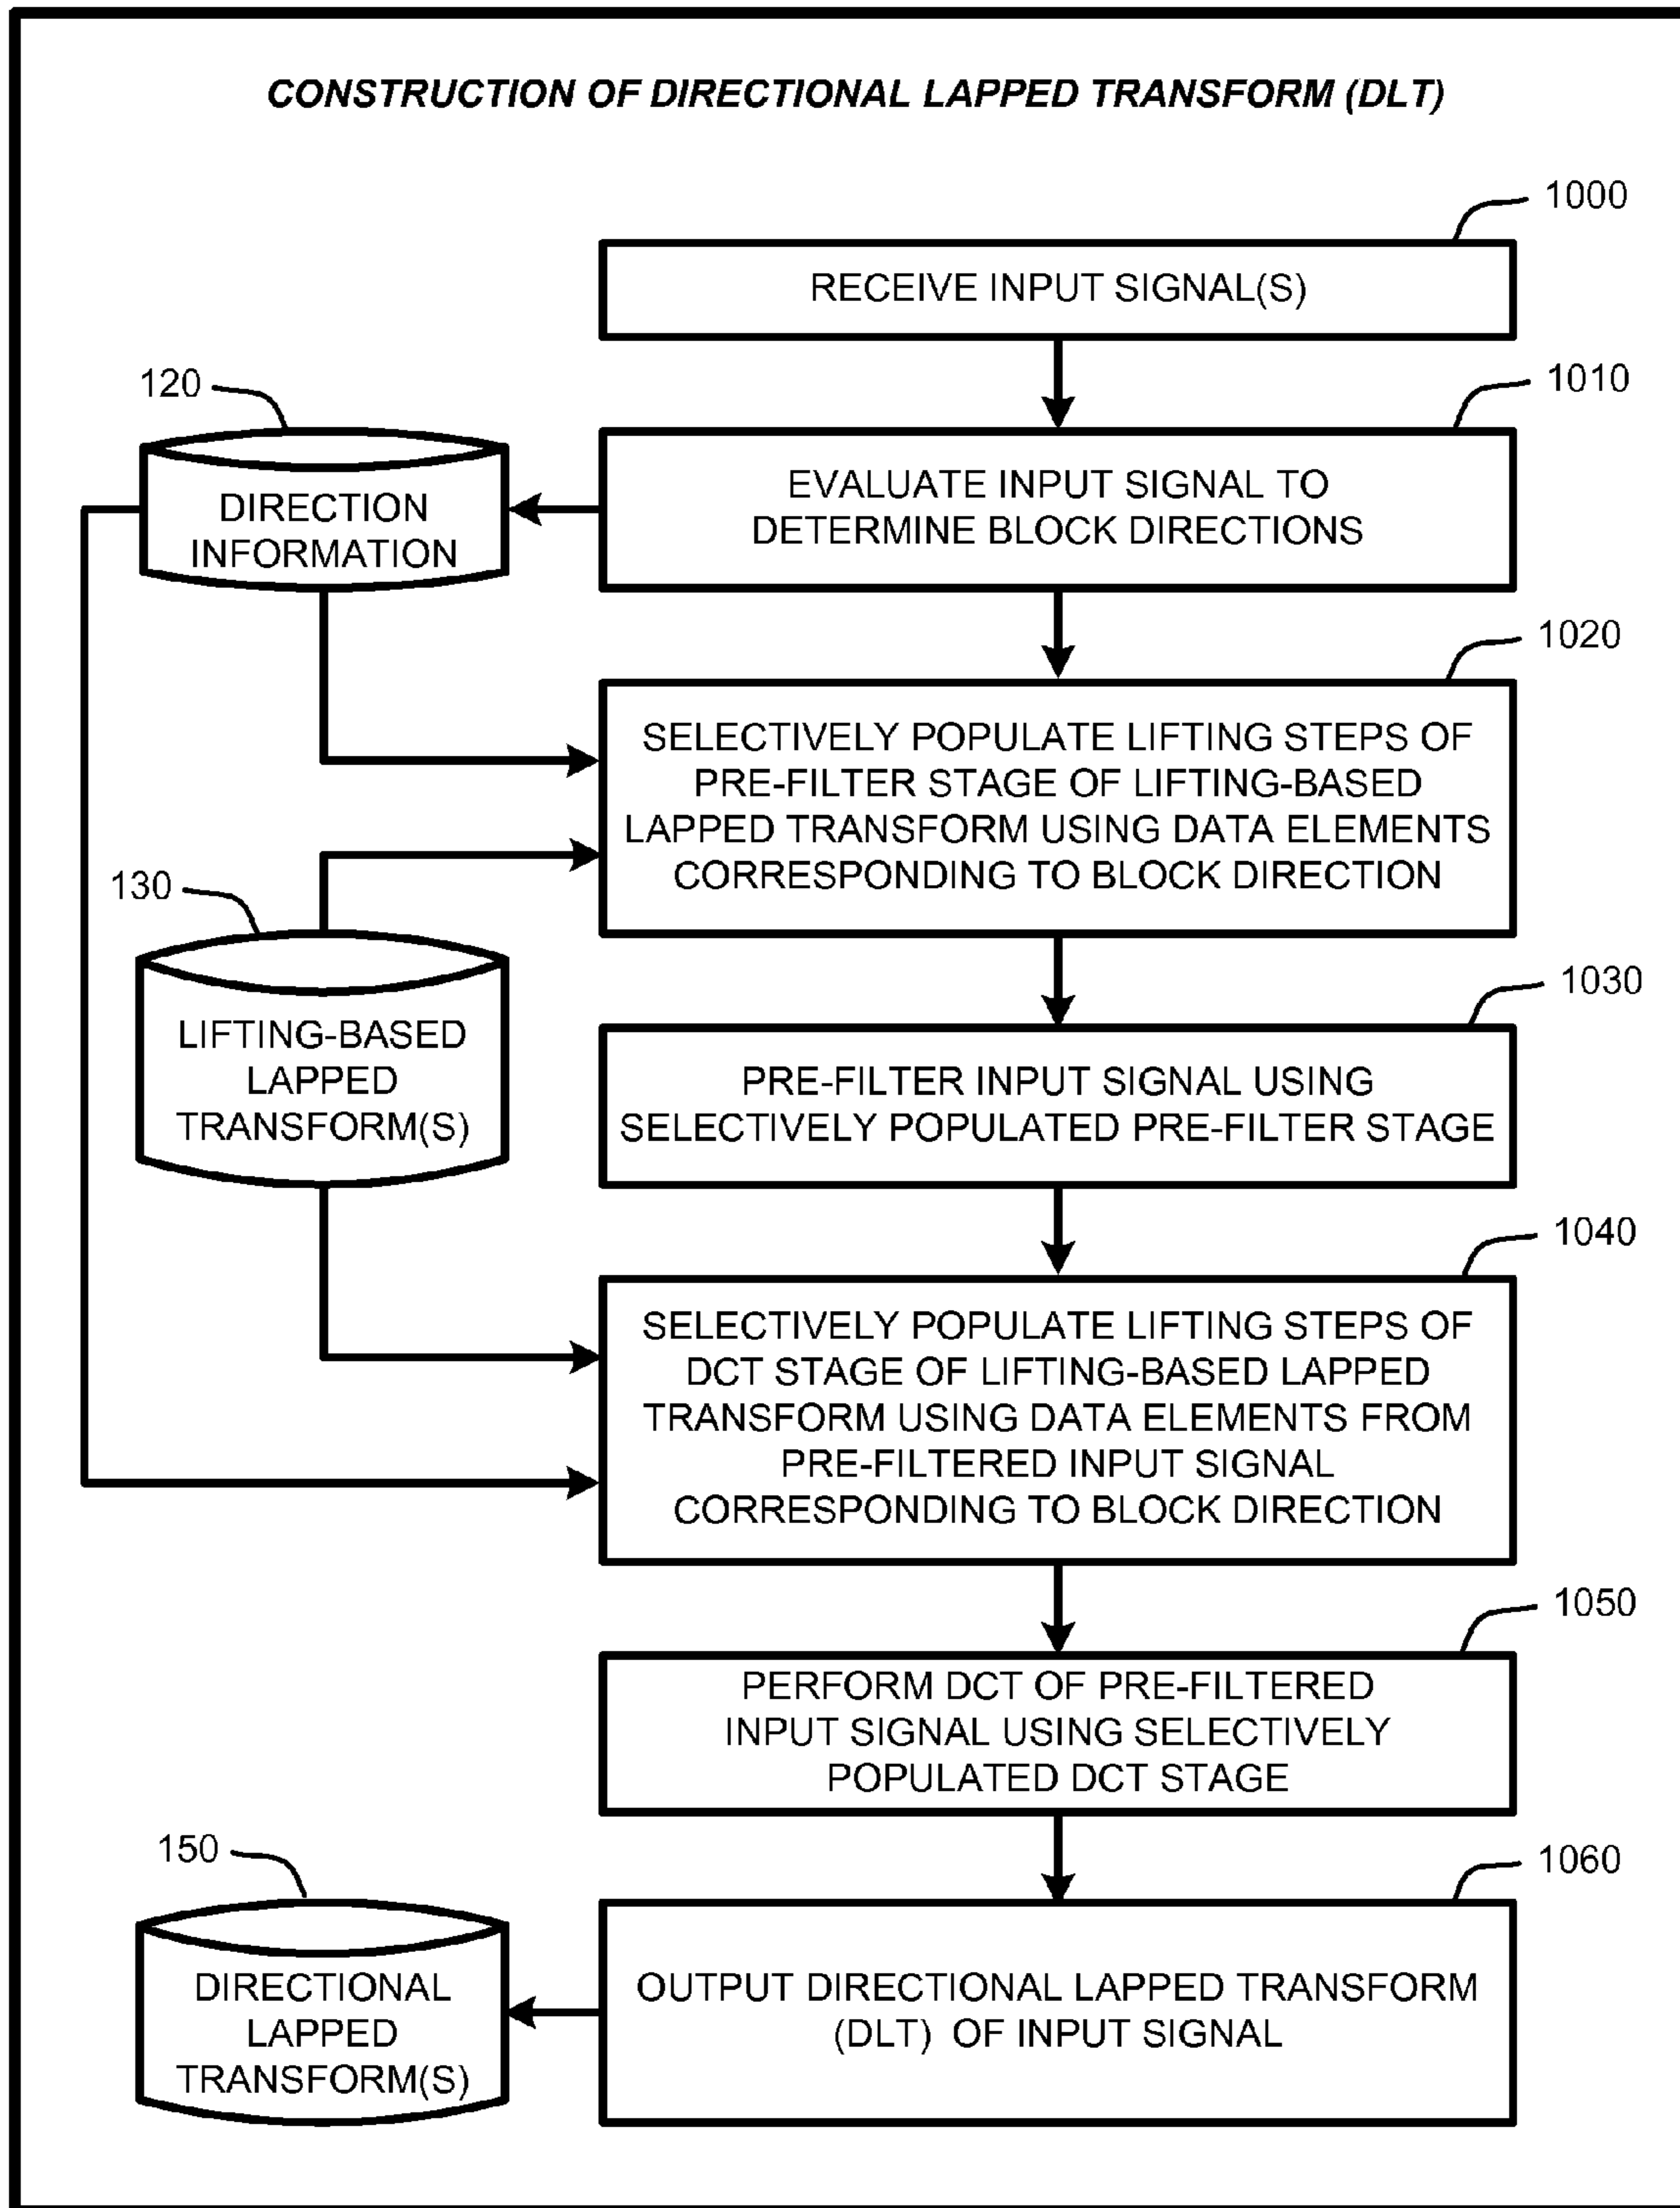 CONSTRUCTION OF DIRECTIONAL LAPPED TRANSFORM (DLT)
1000
RECEIVE INPUT SIGNAL(S)
120
1010
DIRECTION
INFORMATION
EVALUATE INPUT SIGNAL TO
DETERMINE BLOCK DIRECTIONS
1020
SELECTIVELY POPULATE LIFTING STEPS OF
PRE-FILTER STAGE OF LIFTING-BASED
LAPPED TRANSFORM USING DATA ELEMENTS
CORRESPONDING TO BLOCK DIRECTION
130
LIFTING-BASED
LAPPED
TRANSFORM(S)
1030
PRE-FILTER INPUT SIGNAL USING
SELECTIVELY POPULATED PRE-FILTER STAGE
1040
SELECTIVELY POPULATE LIFTING STEPS OF
DCT STAGE OF LIFTING-BASED LAPPED
TRANSFORM USING DATA ELEMENTS FROM
PRE-FILTERED INPUT SIGNAL
CORRESPONDING TO BLOCK DIRECTION
1050
PERFORM DCT OF PRE-FILTERED
INPUT SIGNAL USING SELECTIVELY
POPULATED DCT STAGE
150
1060
DIRECTIONAL
LAPPED
TRANSFORM(S)
OUTPUT DIRECTIONAL LAPPED TRANSFORM
(DLT) OF INPUT SIGNAL